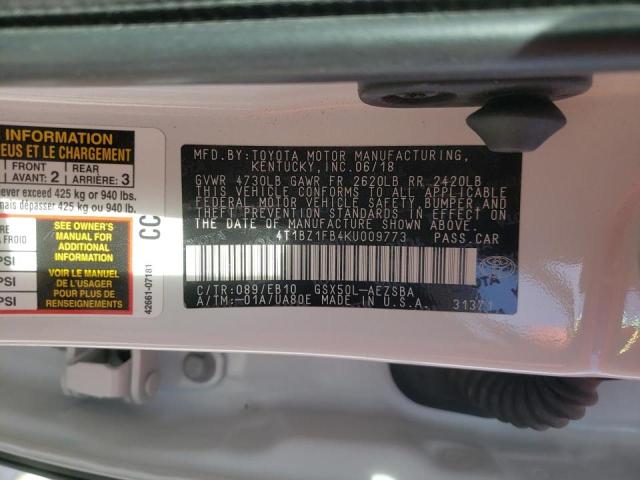 INFORMATION
EUS ET LE CHARGEMENT
FRONT
AVANT: 2
REAR
ARRIÈRE: 3
never exceed 425 kg or 940 lbs.
mais dépasser 425 kg ou 940 lb.
À FROID
PSI
PSI
SEE OWNER'S
MANUAL FOR
ADDITIONAL
INFORMATION
VOIR LE MANUEL
DE L'USAGER
POUR PLUS DE
RENSEIGNEMENTS
CC
42661-07181
MFD.BY: TOYOTA MOTOR MANUFACTURING,
KENTUCKY, INC. 06/18
GVWR 4730LB GAWR FR 2620LB RR 2420LB
THIS VEHICLE CONFORMS TO ALL APPLICABLE
FEDERAL MOTOR VEHICLE SAFETY, BUMPER, AND
THEFT PREVENTION STANDARDS IN EFFECT ON
THE DATE OF MANUFACTURE SHOWN ABOVE.
4T1BZ1FB4KU009773 PASS.CAR
C/TR: 089/EB10 GSX50L-AEZSBA
A/TM: -01A/UA80E MADE IN U.S.A. 31373